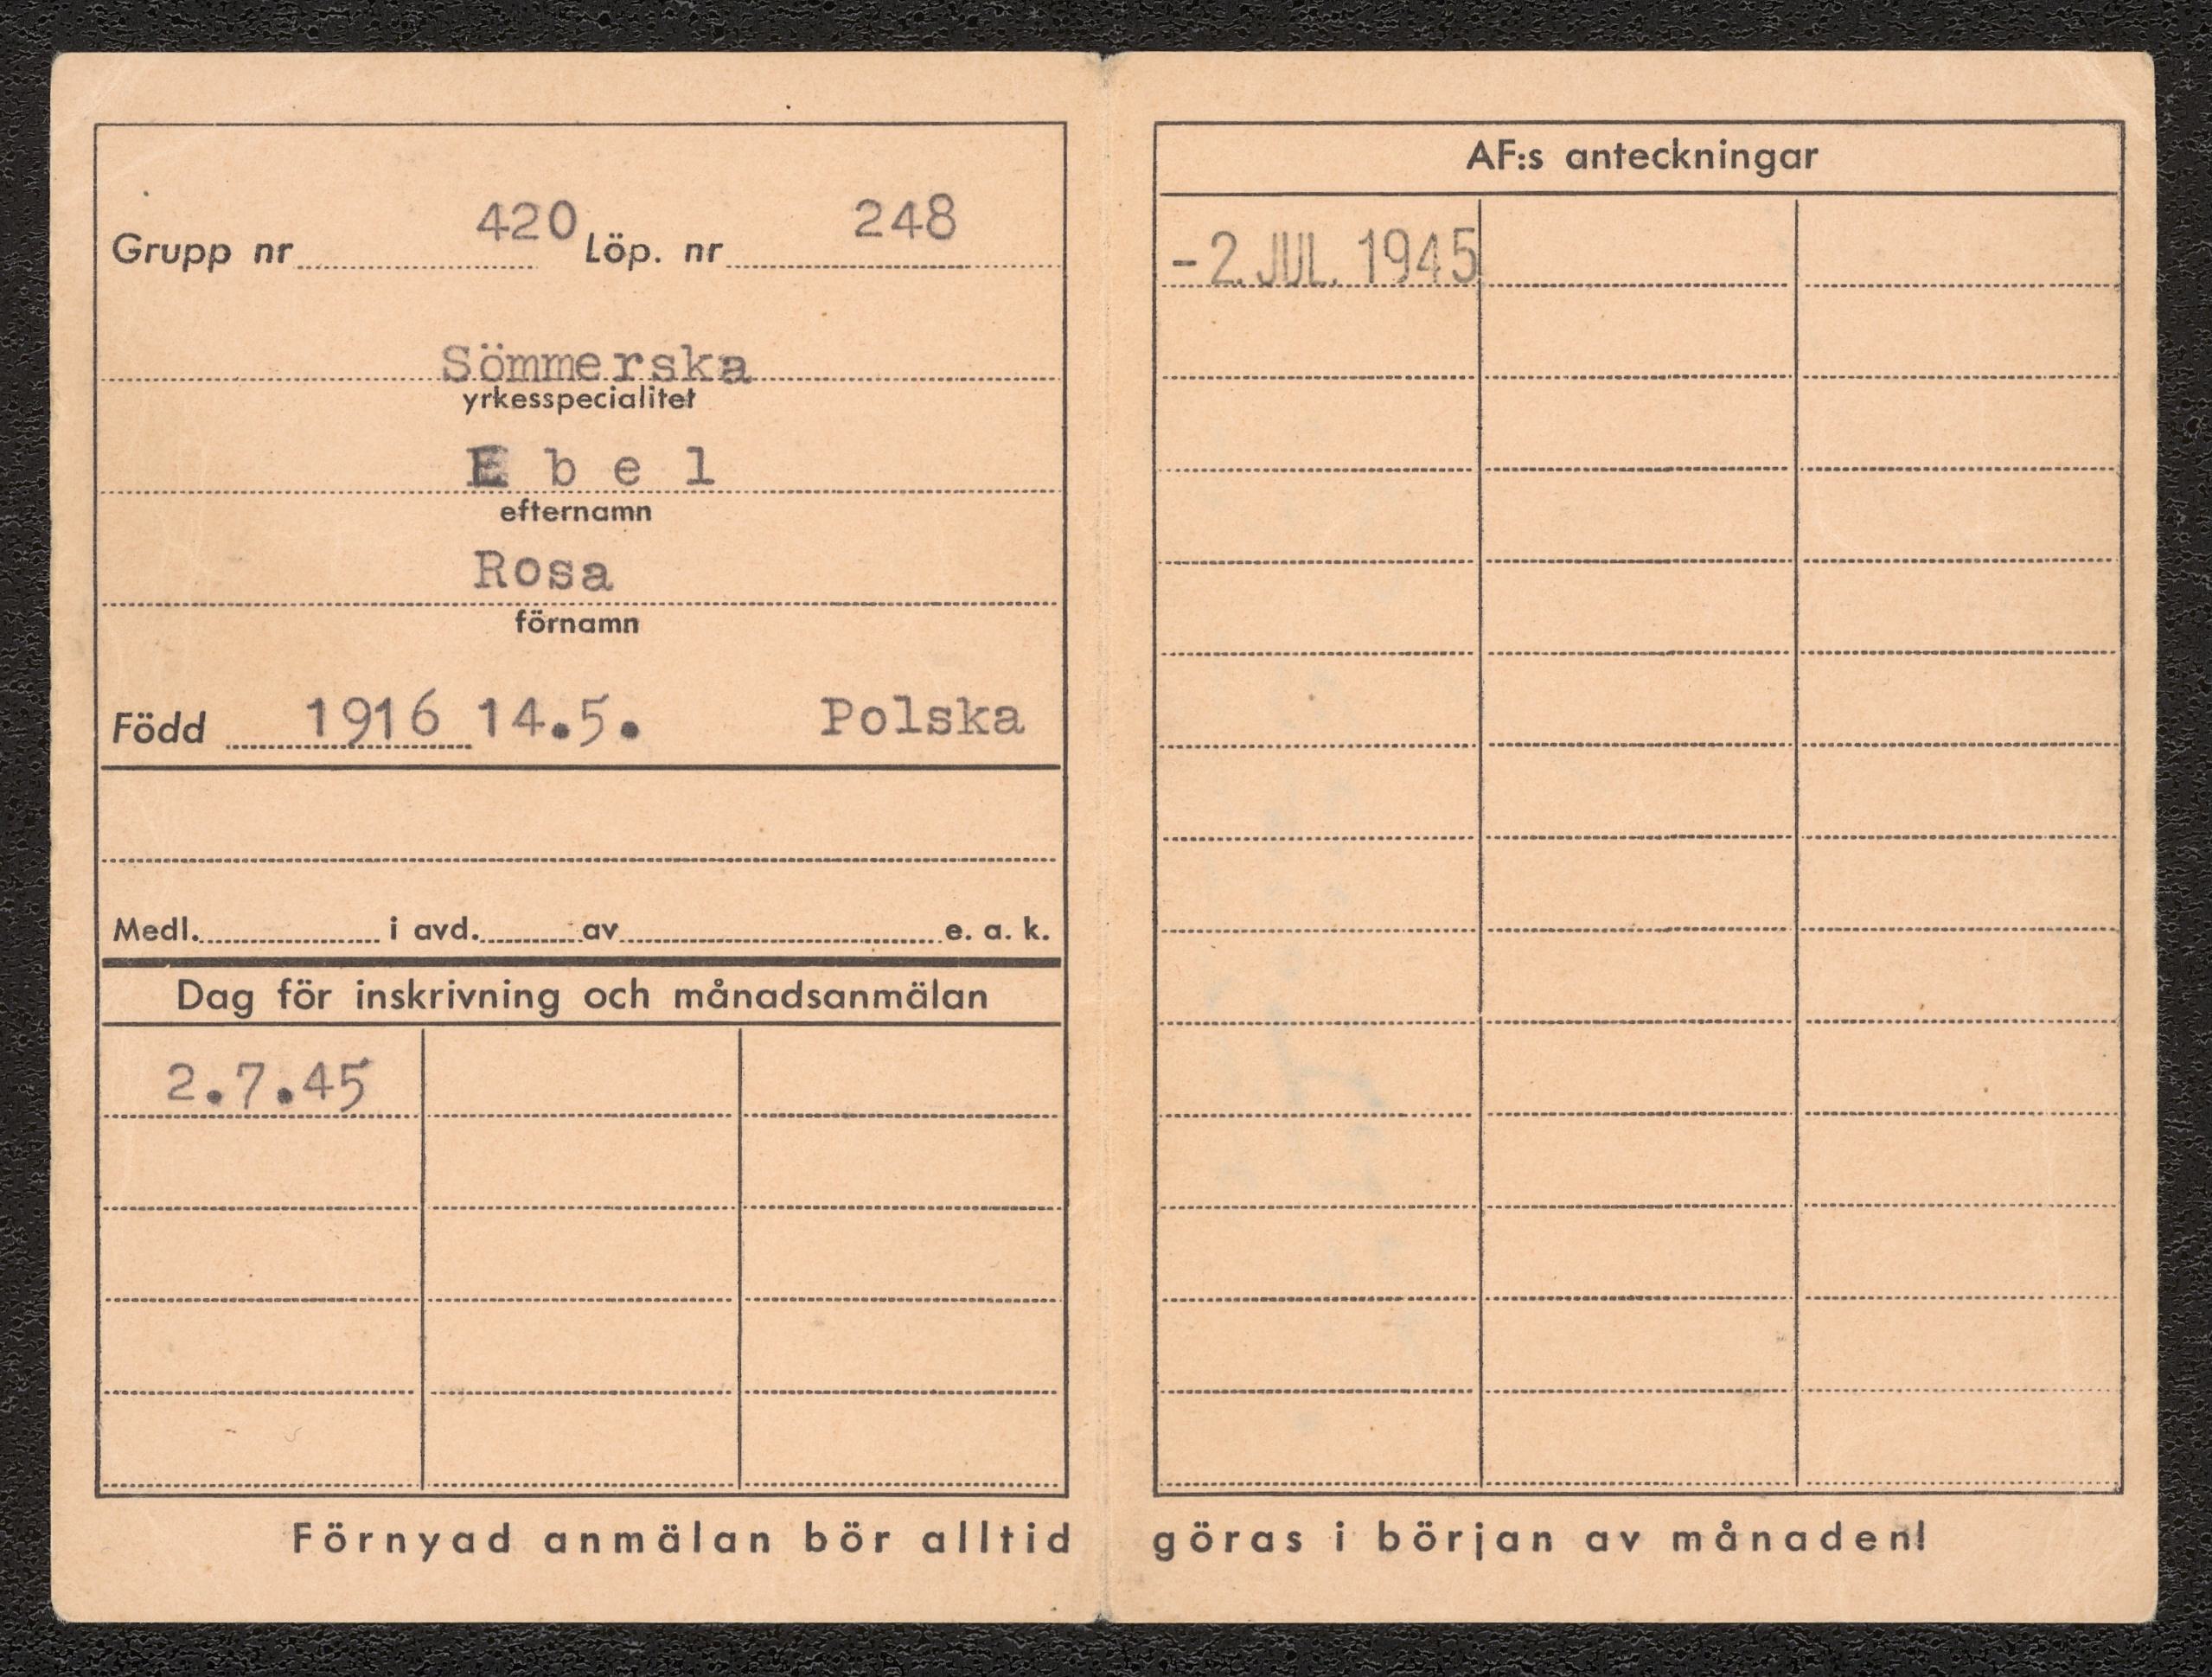 Grupp nr 420 Löp. nr 248
Sömmerska
yrkesspecialitet
Ebel
efternamn
Rosa
förnamn
Född 1916 14.5. Polska
Medl. i avd. av e. a. k.
Dag för inskrivning och månadsanmälan
2.7.45
Förnyad anmälan bör alltid
AF:s anteckningar
-2. JUL. 1945
göras i början av månaden!